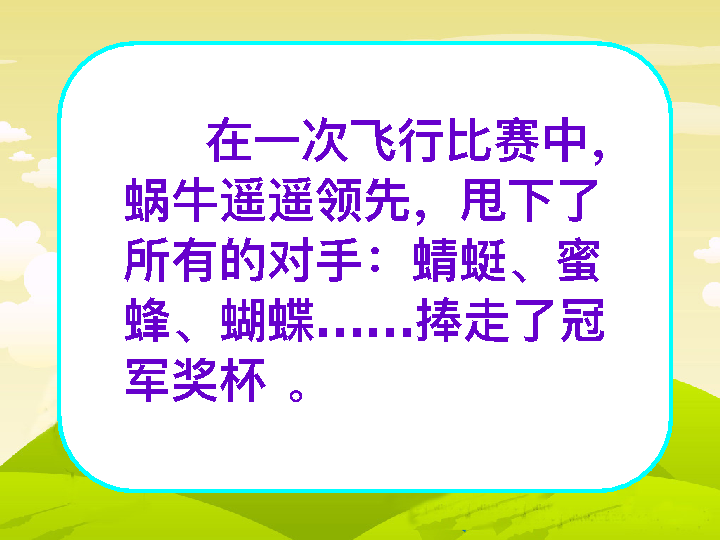 在一次飞行比赛中，
蜗牛遥遥领先，甩下了
所有的对手：蜻蜓、蜜
蜂、蝴蝶……捧走了冠
军奖杯 。